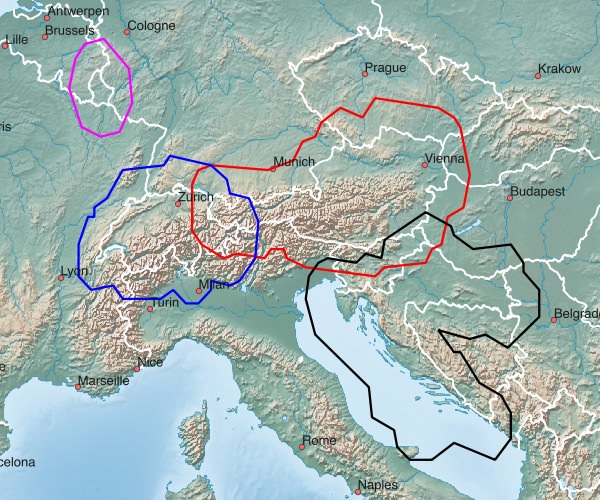 Antwerpen
Brussels
Cologne
Lille
Prague
Krakow
ris
Munich
Vienna
Zürich
Budapest
Lyon
Milan
Turin
Belgrade
Nice
e
Marseille
Rome
celona
Naples